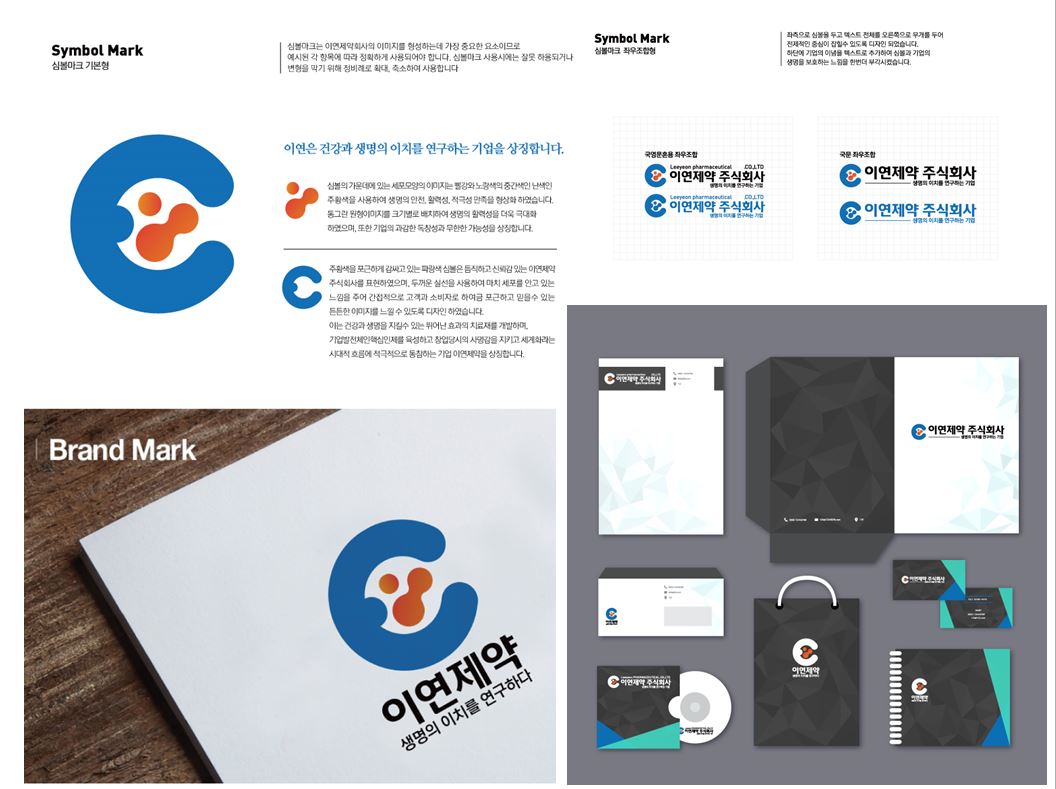 Symbol Mark
심볼마크 기본형
심볼마크는 이연제약회사의 이미지를 형성하는데 가장 중요한 요소이므로
예시된 각 항목에 따라 정확하게 사용되어야 합니다. 심볼마크 사용시에는 잘못 하용되거나
변형을 막기 위해 정비례로 확대, 축소하여 사용합니다
이연은 건강과 생명의 이치를 연구하는 기업을 상징합니다.
심볼의 가운데에 있는 세포모양의 이미지는 빨강와 노랑색의 중간색인 난색인
주황색을 사용하여 생명의 안전, 활력성, 적극성 만족을 형상화 하였습니다.
동그란 원형이미지를 크기별로 배치하여 생명의 활력성을 더욱 극대화
하였으며, 또한 기업의 과감한 독창성과 무한한 가능성을 상징합니다.
주황색을 포근하게 감싸고 있는 파랑색 심볼은 듬직하고 신뢰감 있는 이연제약
주식회사를 표현하였으며, 두꺼운 실선을 사용하여 마치 세포를 안고 있는
느낌을 주어 간접적으로 고객과 소비자로 하여금 포근하고 믿을수 있는
든든한 이미지를 느낄 수 있도록 디자인 하였습니다.
이는 건강과 생명을 지킬수 있는 뛰어난 효과의 치료재를 개발하며,
기업발전체인핵심인제를 육성하고 창업당시의 사명감을 지키고 세계화라는
시대적 흐름에 적극적으로 동참하는 기업 이연제약을 상징합니다.
Symbol Mark
심볼마크 좌우조합형
좌측으로 심볼을 두고 텍스트 전체를 오른쪽으로 무게를 두어
전체적인 중심이 잡힐수 있도록 디자인 되었습니다.
하단에 기업의 이념을 텍스트로 추가하여 심볼과 기업의
생명을 보호하는 느낌을 한번더 부각시켰습니다.
국영문혼용 좌우조합
Leeyeon pharmaceutical .CO.,LTD
이연제약 주식회사
생명의 이치를 연구하는 기업
Leeyeon pharmaceutical .CO.,LTD
이연제약 주식회사
생명의 이치를 연구하는 기업
국문 좌우조합
이연제약 주식회사
생명의 이치를 연구하는 기업
이연제약 주식회사
생명의 이치를 연구하는 기업
Brand Mark
이연제약
생명의 이치를 연구하다
이연제약 주식회사
이연제약 주식회사
생명의 이치를 연구하는 기업
이연제약 주식회사
이연제약 주식회사
이연제약
이연제약 주식회사
이연제약